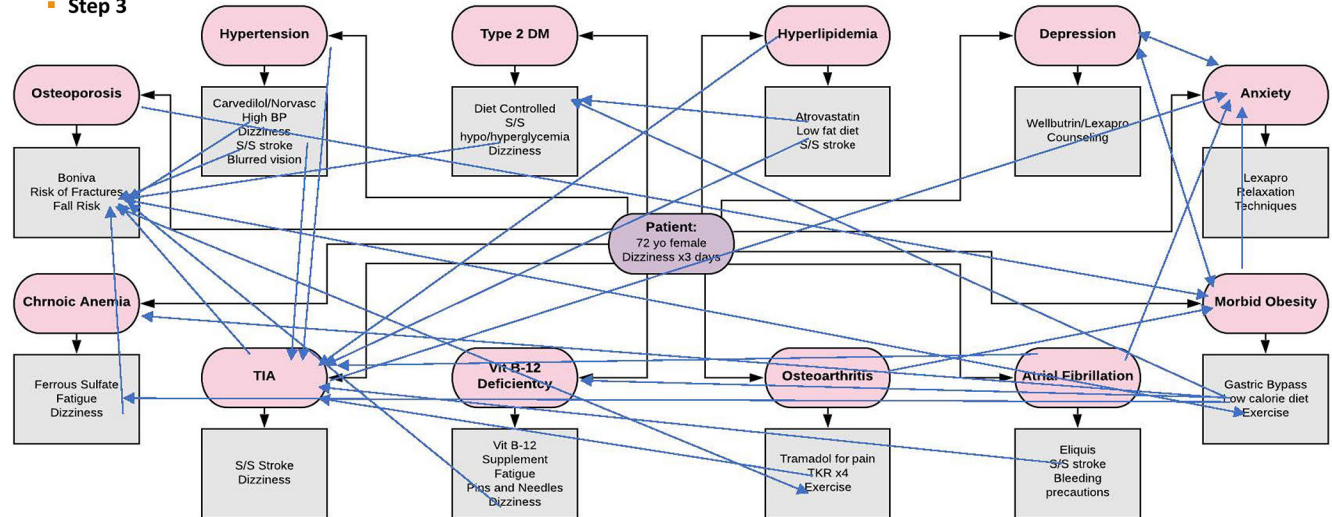 Step 3
Hypertension
Type 2 DM
Hyperlipidemia
Depression
Osteoporosis
Anxiety
Carvedilol/Norvasc
High BP
Dizziness
S/S stroke
Blurred vision
Diet Controlled
S/S
hypo/hyperglycemia
Dizziness
Atrovastatin
Low fat diet
S/S stroke
Wellbutrin/Lexapro
Counseling
Boniva
Risk of Fractures
Fall Risk
Lexapro
Relaxation
Techniques
Patient:
72 yo female
Dizziness x3 days
Chrnoic Anemia
Morbid Obesity
Ferrous Sulfate
Fatigue
Dizziness
TIA
Vit B-12
Deficiency
Osteoarthritis
Atrial Fibrillation
Gastric Bypass
Low calorie diet
Exercise
S/S Stroke
Dizziness
Vit B-12
Supplement
Fatigue
Pins and Needles
Dizziness
Tramadol for pain
TKR x4
Exercise
Eliquis
S/S stroke
Bleeding
precautions